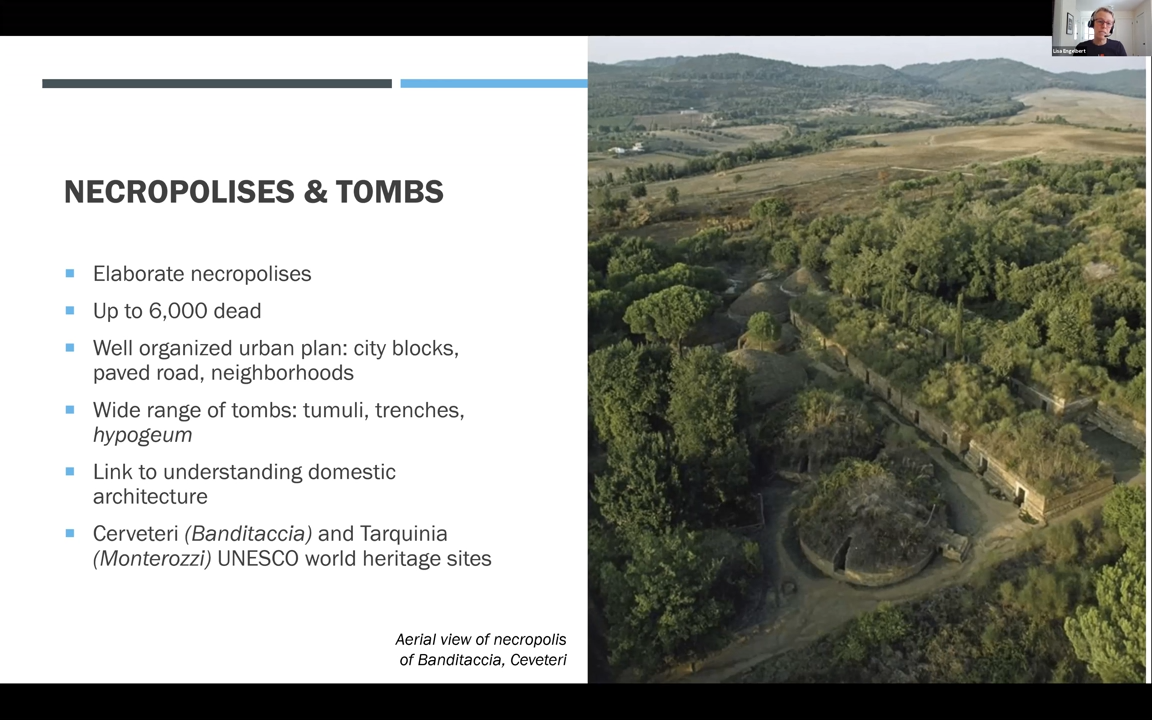 Lisa Engelbert
NECROPOLISES & TOMBS
Elaborate necropolises
Up to 6,000 dead
Well organized urban plan: city blocks,
paved road, neighborhoods
Wide range of tombs: tumuli, trenches,
hypogeum
Link to understanding domestic
architecture
Cerveteri (Banditaccia) and Tarquinia
(Monterozzi) UNESCO world heritage sites
Aerial view of necropolis
of Banditaccia, Ceveteri